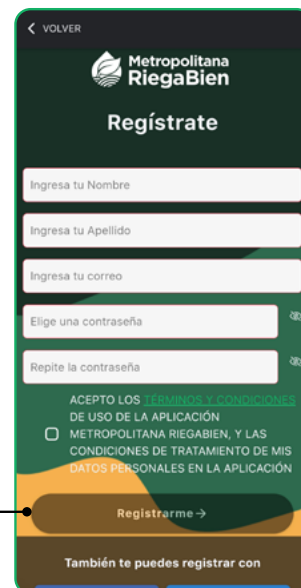 VOLVER
Metropolitana
RiegaBien
Regístrate
Ingresa tu Nombre
Ingresa tu Apellido
Ingresa tu correo
Elige una contraseña
Repite la contraseña
ACEPTO LOS TÉRMINOS Y CONDICIONES
DE USO DE LA APLICACIÓN
METROPOLITANA RIEGABIEN, Y LAS
CONDICIONES DE TRATAMIENTO DE MIS
DATOS PERSONALES EN LA APLICACIÓN
Registrarme →
También te puedes registrar con